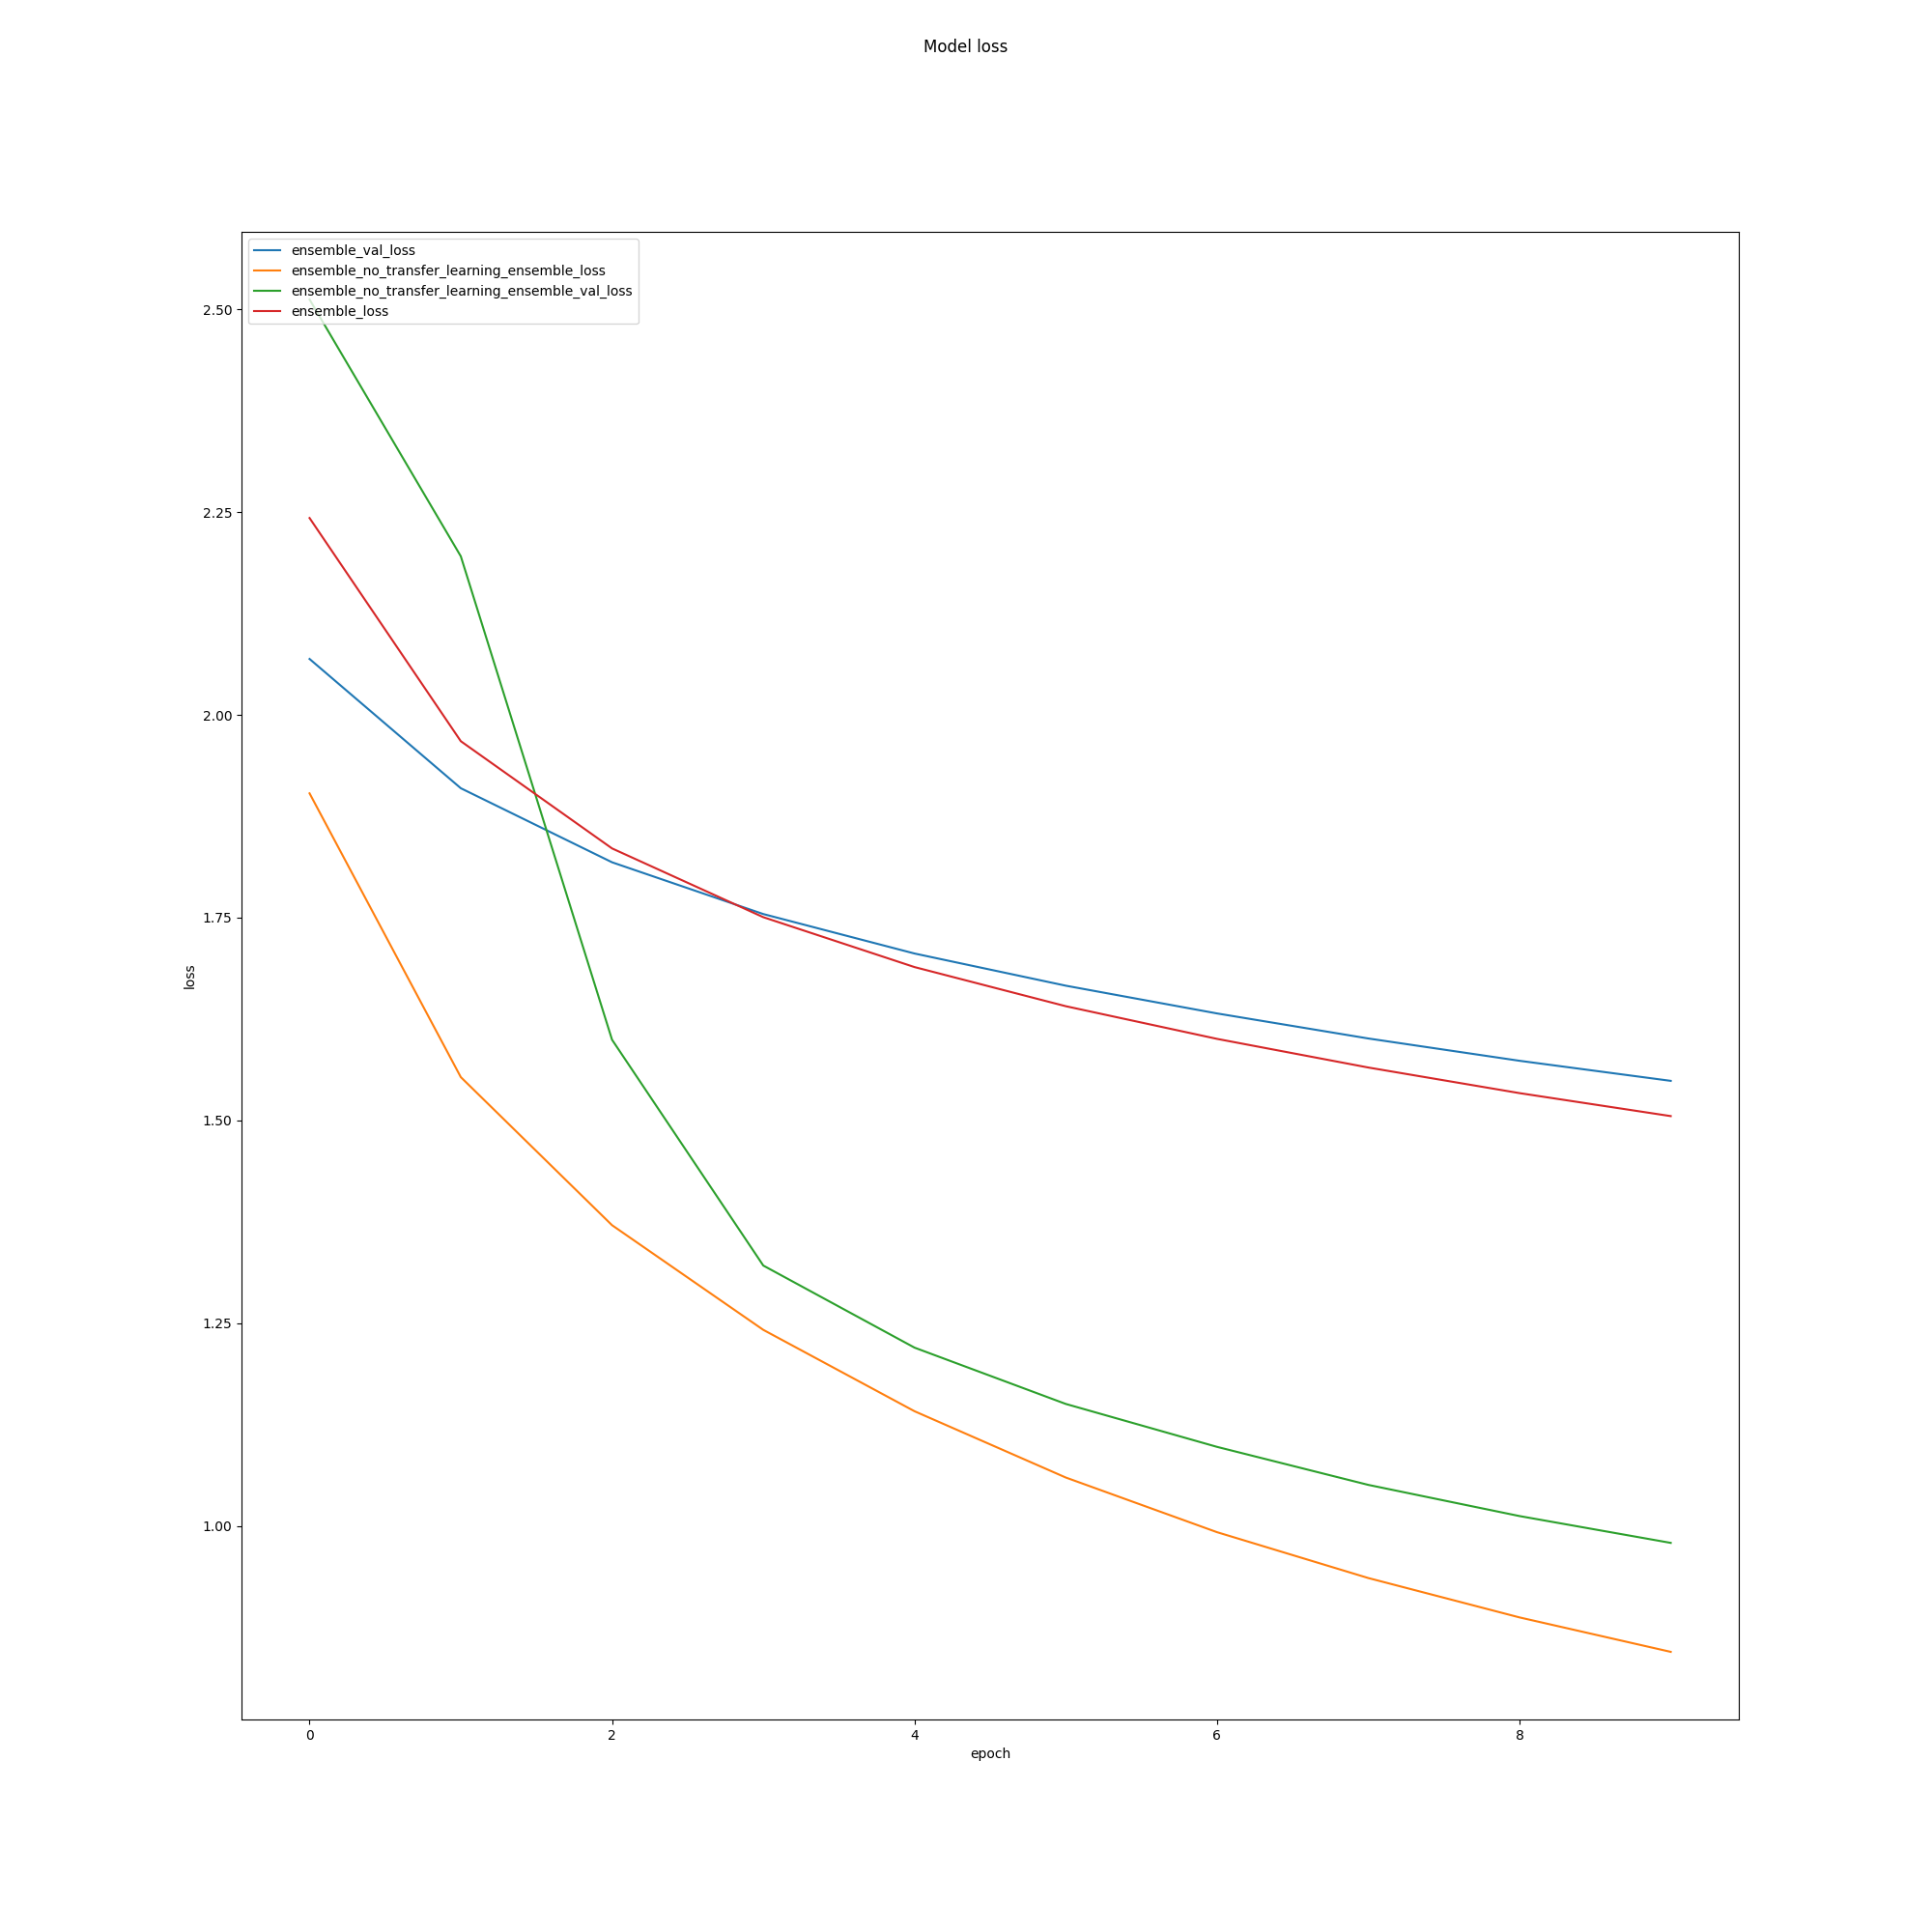 Model loss
ensemble_val_loss
ensemble_no_transfer_learning_ensemble_loss
ensemble_no_transfer_learning_ensemble_val_loss
ensemble_loss
2.50
2.25
2.00
1.75
1.50
1.25
1.00
loss
0 2 4 6 8
epoch